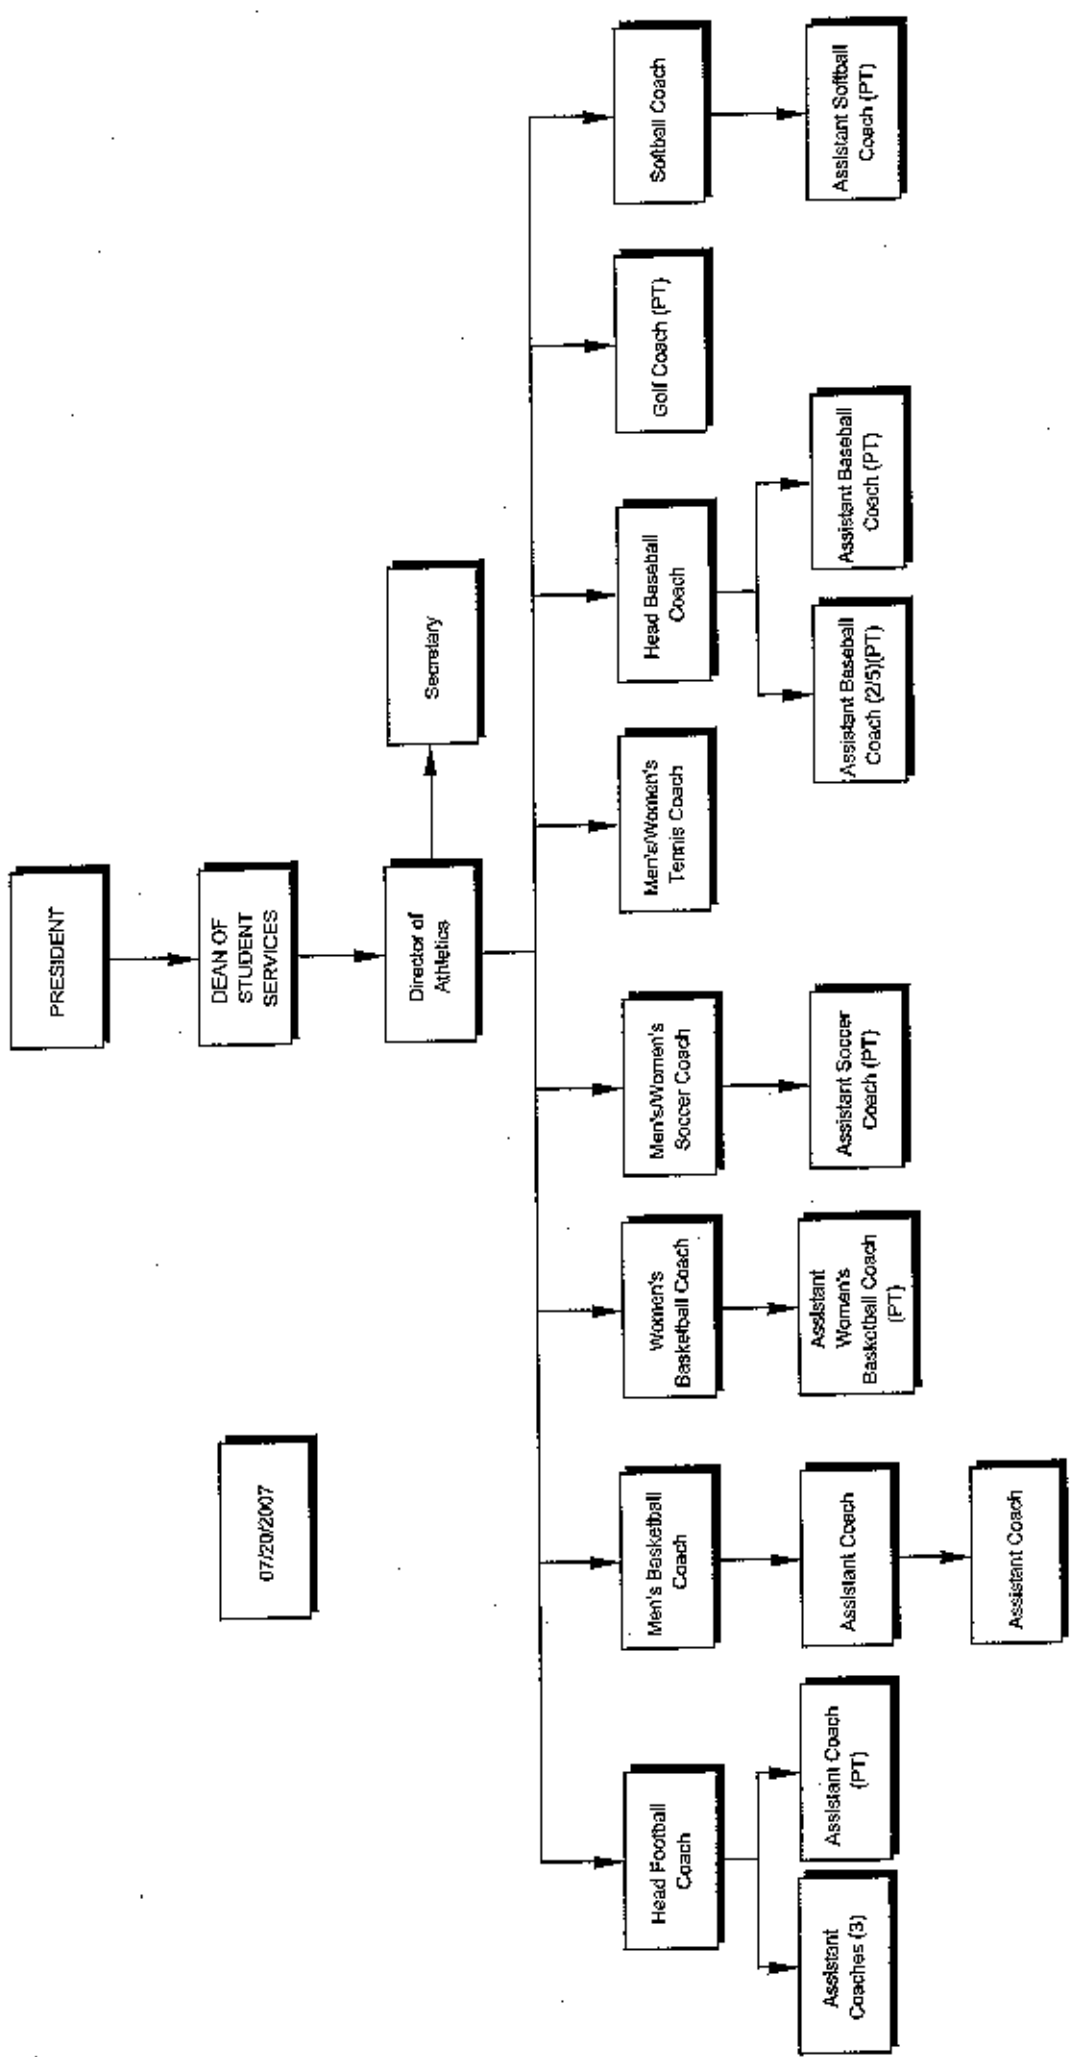 PRESIDENT
DEAN OF
STUDENT
SERVICES
07/20/2007
Director of
Athletics
Secretary
Head Football
Coach
Men's Basketball
Coach
Women's
Basketball Coach
Men's/Women's
Soccer Coach
Men's/Women's
Tennis Coach
Head Baseball
Coach
Golf Coach (PT)
Softball Coach
Assistant
Coaches (3)
Assistant Coach
(PT)
Assistant Coach
Assistant
Women's
Basketball Coach
(PT)
Assistant Soccer
Coach (PT)
Assistant Baseball
Coach (2/5)(PT)
Assistant Baseball
Coach (PT)
Assistant Softball
Coach (PT)
Assistant Coach